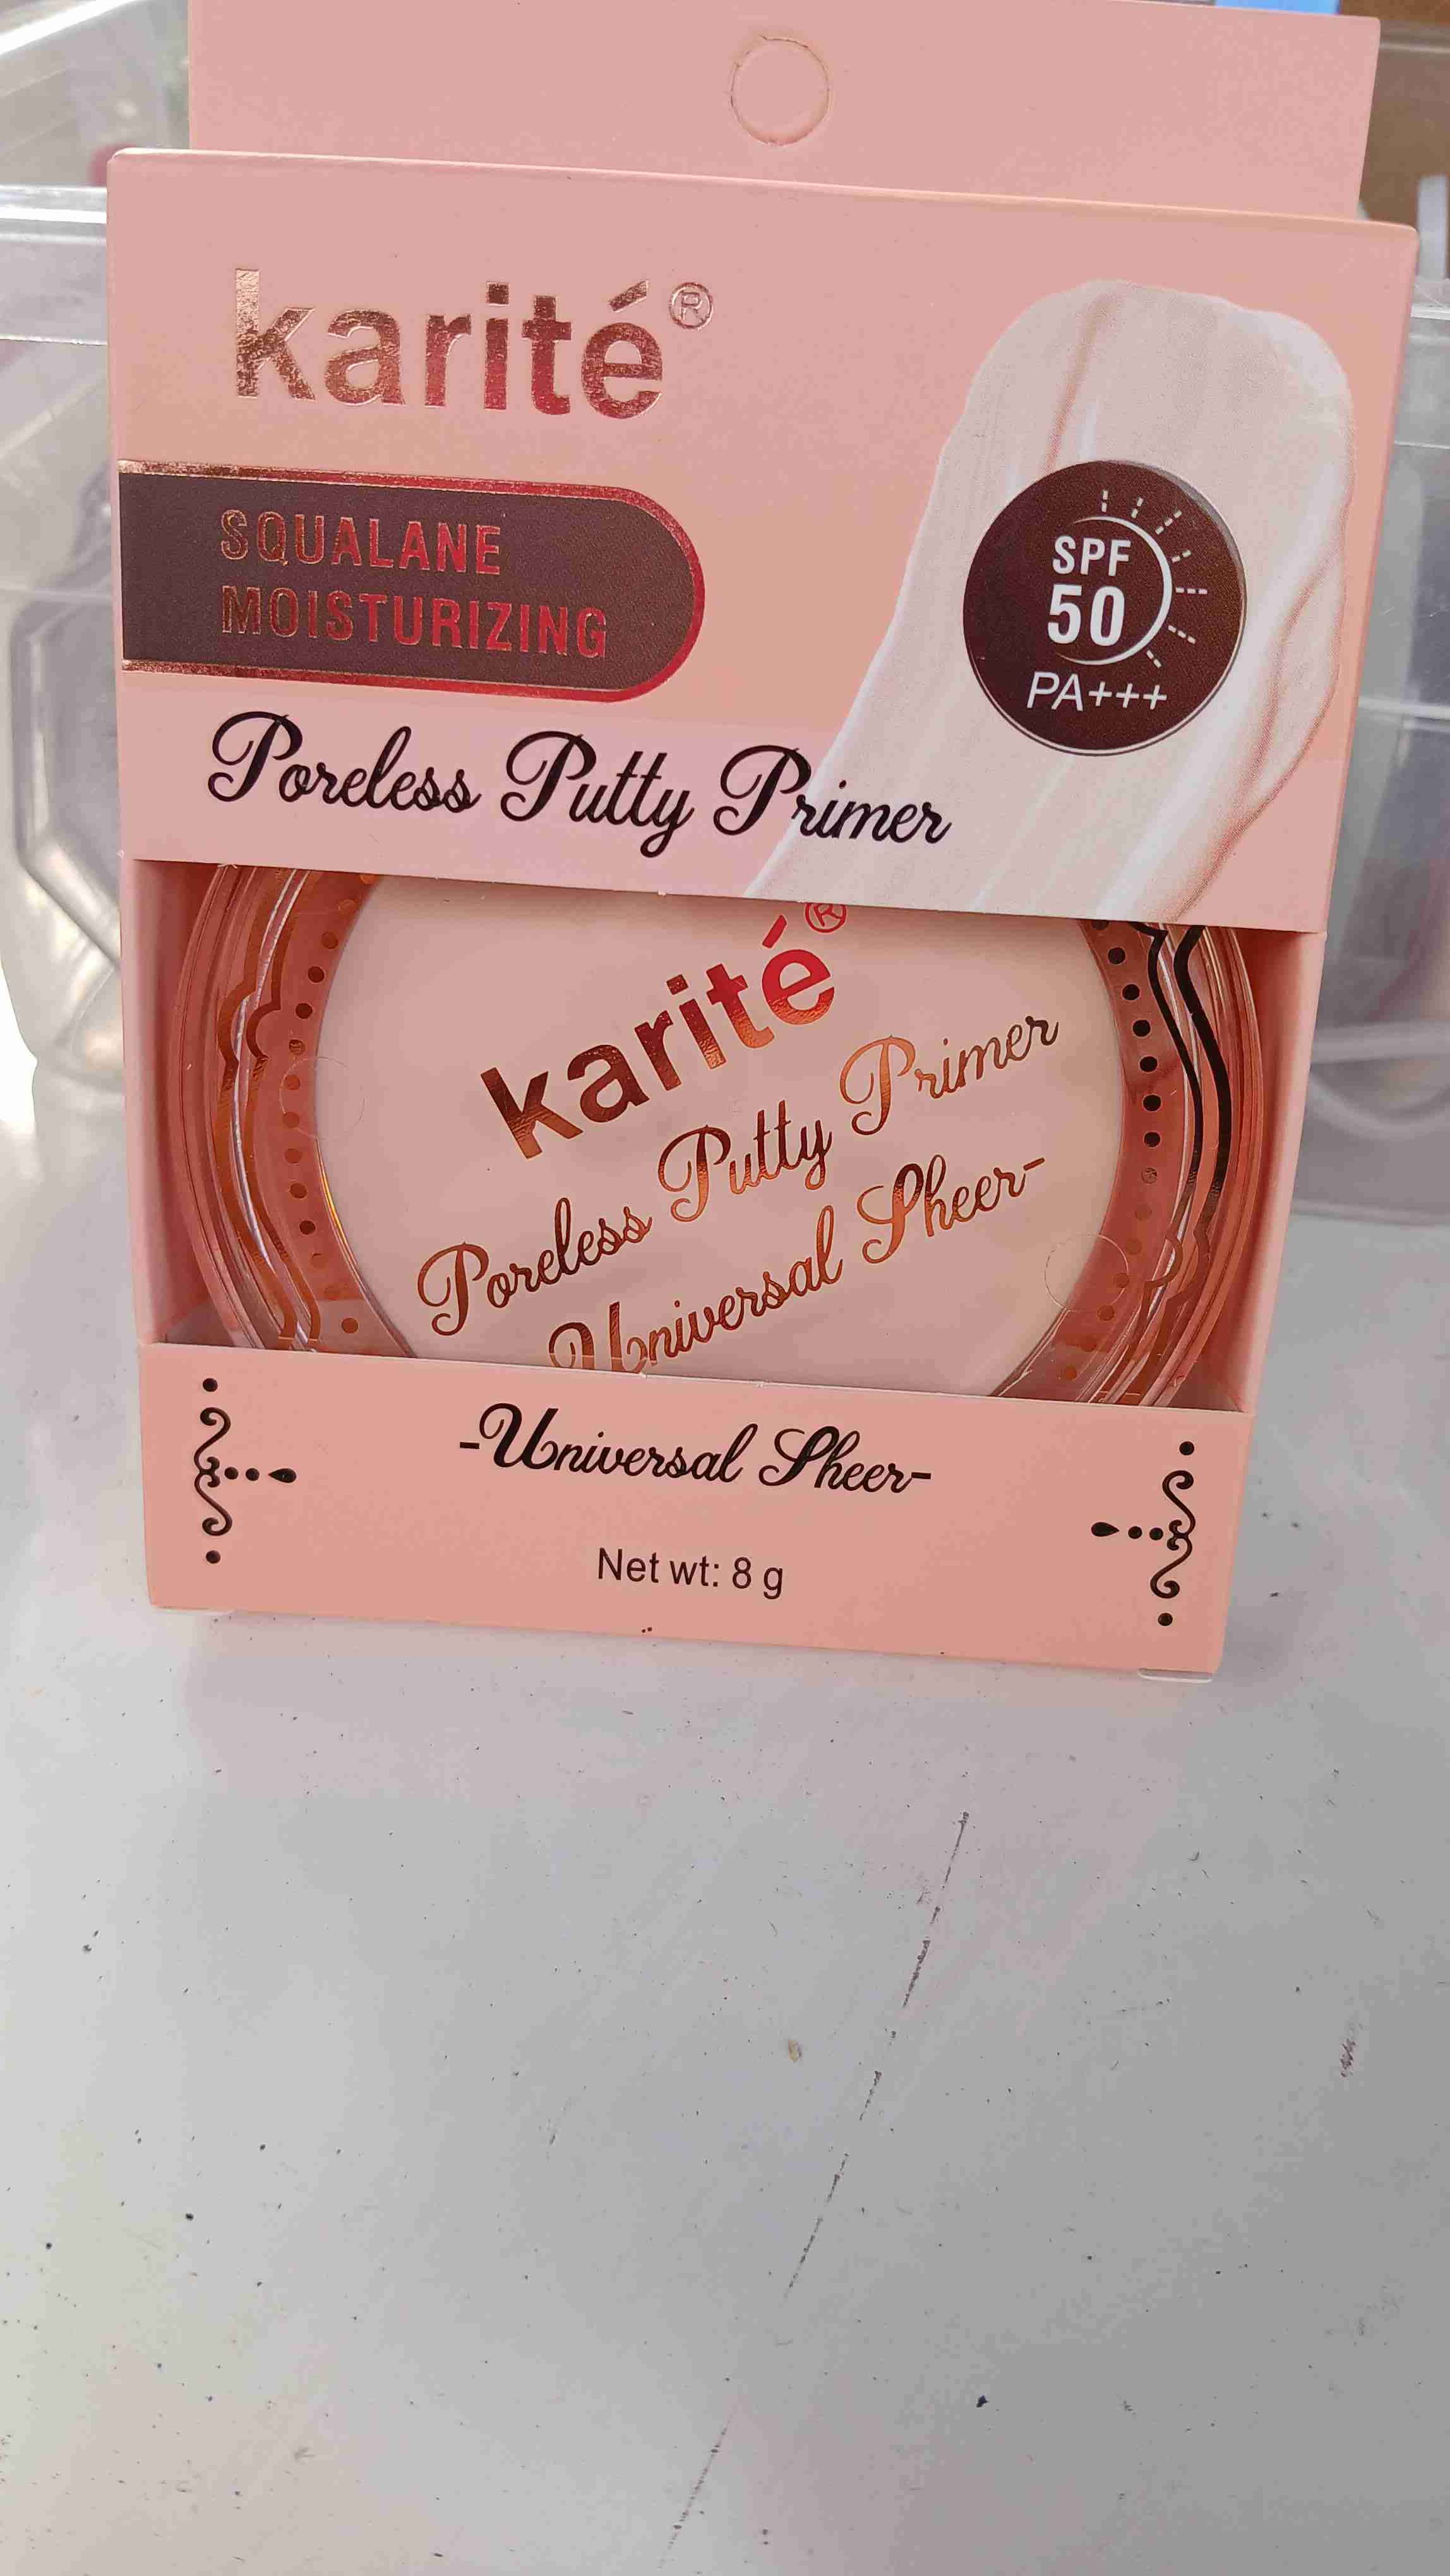 karité®
SQUALANE
MOISTURIZING
SPF
50
PA+++
Poreless Putty Primer
karité®
Poreless Putty Primer
Universal Sheer-
-Universal Sheer-
Net wt: 8 g